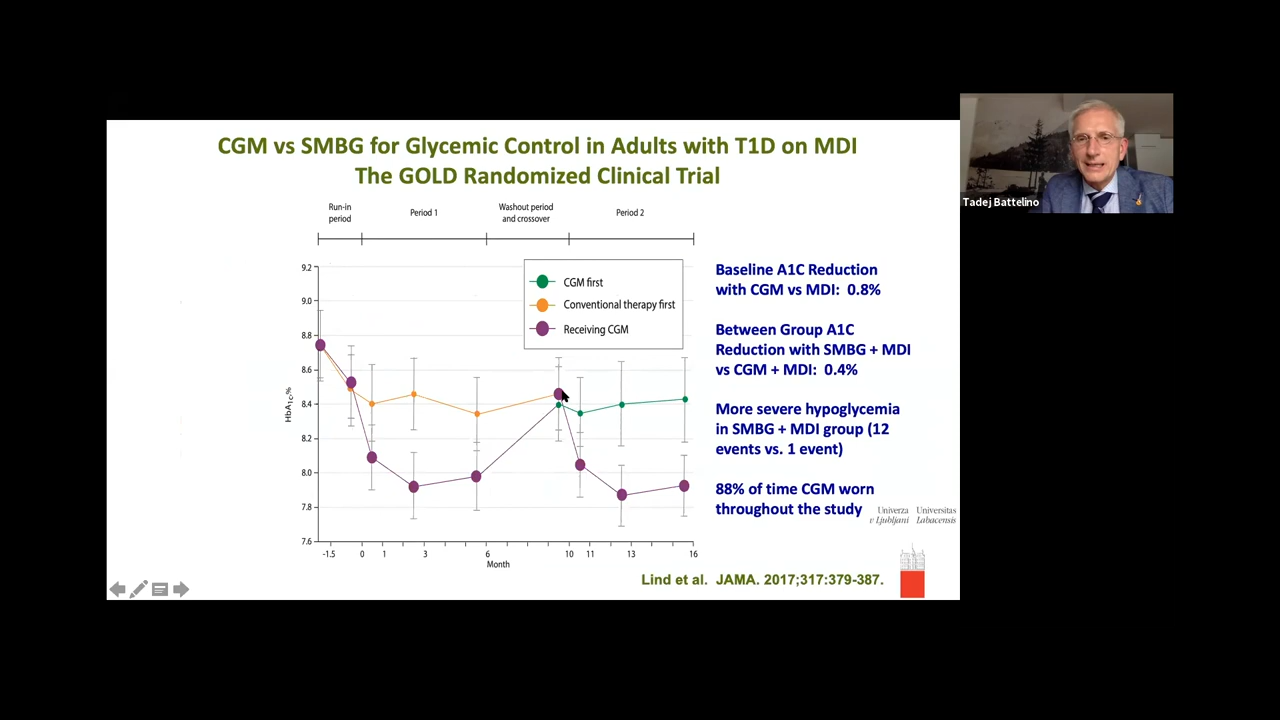 CGM vs SMBG for Glycemic Control in Adults with T1D on MDI
The GOLD Randomized Clinical Trial
Tadej Battelino
Run-in
period
Period 1
Washout period
and crossover
Period 2
CGM first
Conventional therapy first
Receiving CGM
9.2
9.0
8.8
8.6
8.4
8.2
8.0
7.8
7.6
HbA1c,%
-1.5 0 1 3 6 10 11 13 16
Month
Baseline A1C Reduction
with CGM vs MDI: 0.8%
Between Group A1C
Reduction with SMBG + MDI
vs CGM + MDI: 0.4%
More severe hypoglycemia
in SMBG + MDI group (12
events vs. 1 event)
88% of time CGM worn
throughout the study
Univerza Universitas
v Ljubljani Labacensis
Lind et al. JAMA. 2017;317:379-387.